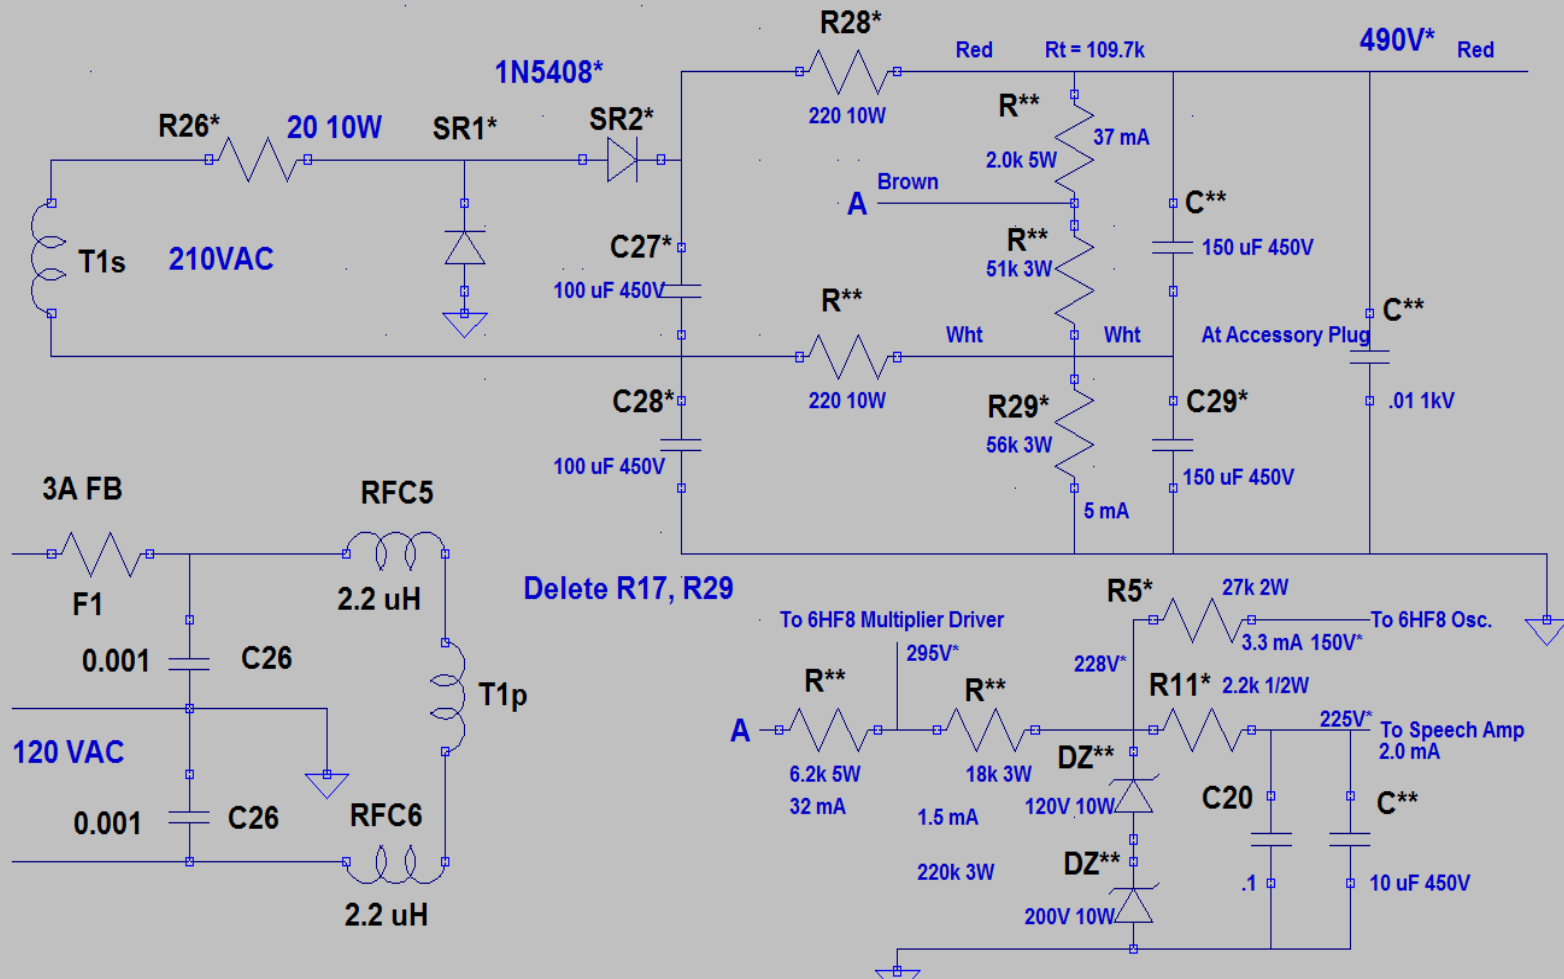 R28*
Red
Rt = 109.7k
490V*
Red
1N5408*
R26*
20 10W
SR1*
SR2*
220 10W
R**
37 mA
2.0k 5W
Brown
A
C**
T1s
210VAC
C27*
R**
51k 3W
150 uF 450V
100 uF 450V
R**
C**
Wht
Wht
At Accessory Plug
C28*
220 10W
R29*
C29*
.01 1kV
56k 3W
100 uF 450V
150 uF 450V
5 mA
3A FB
RFC5
F1
2.2 uH
Delete R17, R29
R5*
27k 2W
To 6HF8 Multiplier Driver
To 6HF8 Osc.
295V*
3.3 mA 150V*
0.001
C26
228V*
R**
R**
R11*
2.2k 1/2W
T1p
225V*
A
To Speech Amp
2.0 mA
120 VAC
DZ**
6.2k 5W
18k 3W
32 mA
120V 10W
C20
C**
0.001
C26
RFC6
1.5 mA
DZ**
220k 3W
.1
10 uF 450V
2.2 uH
200V 10W